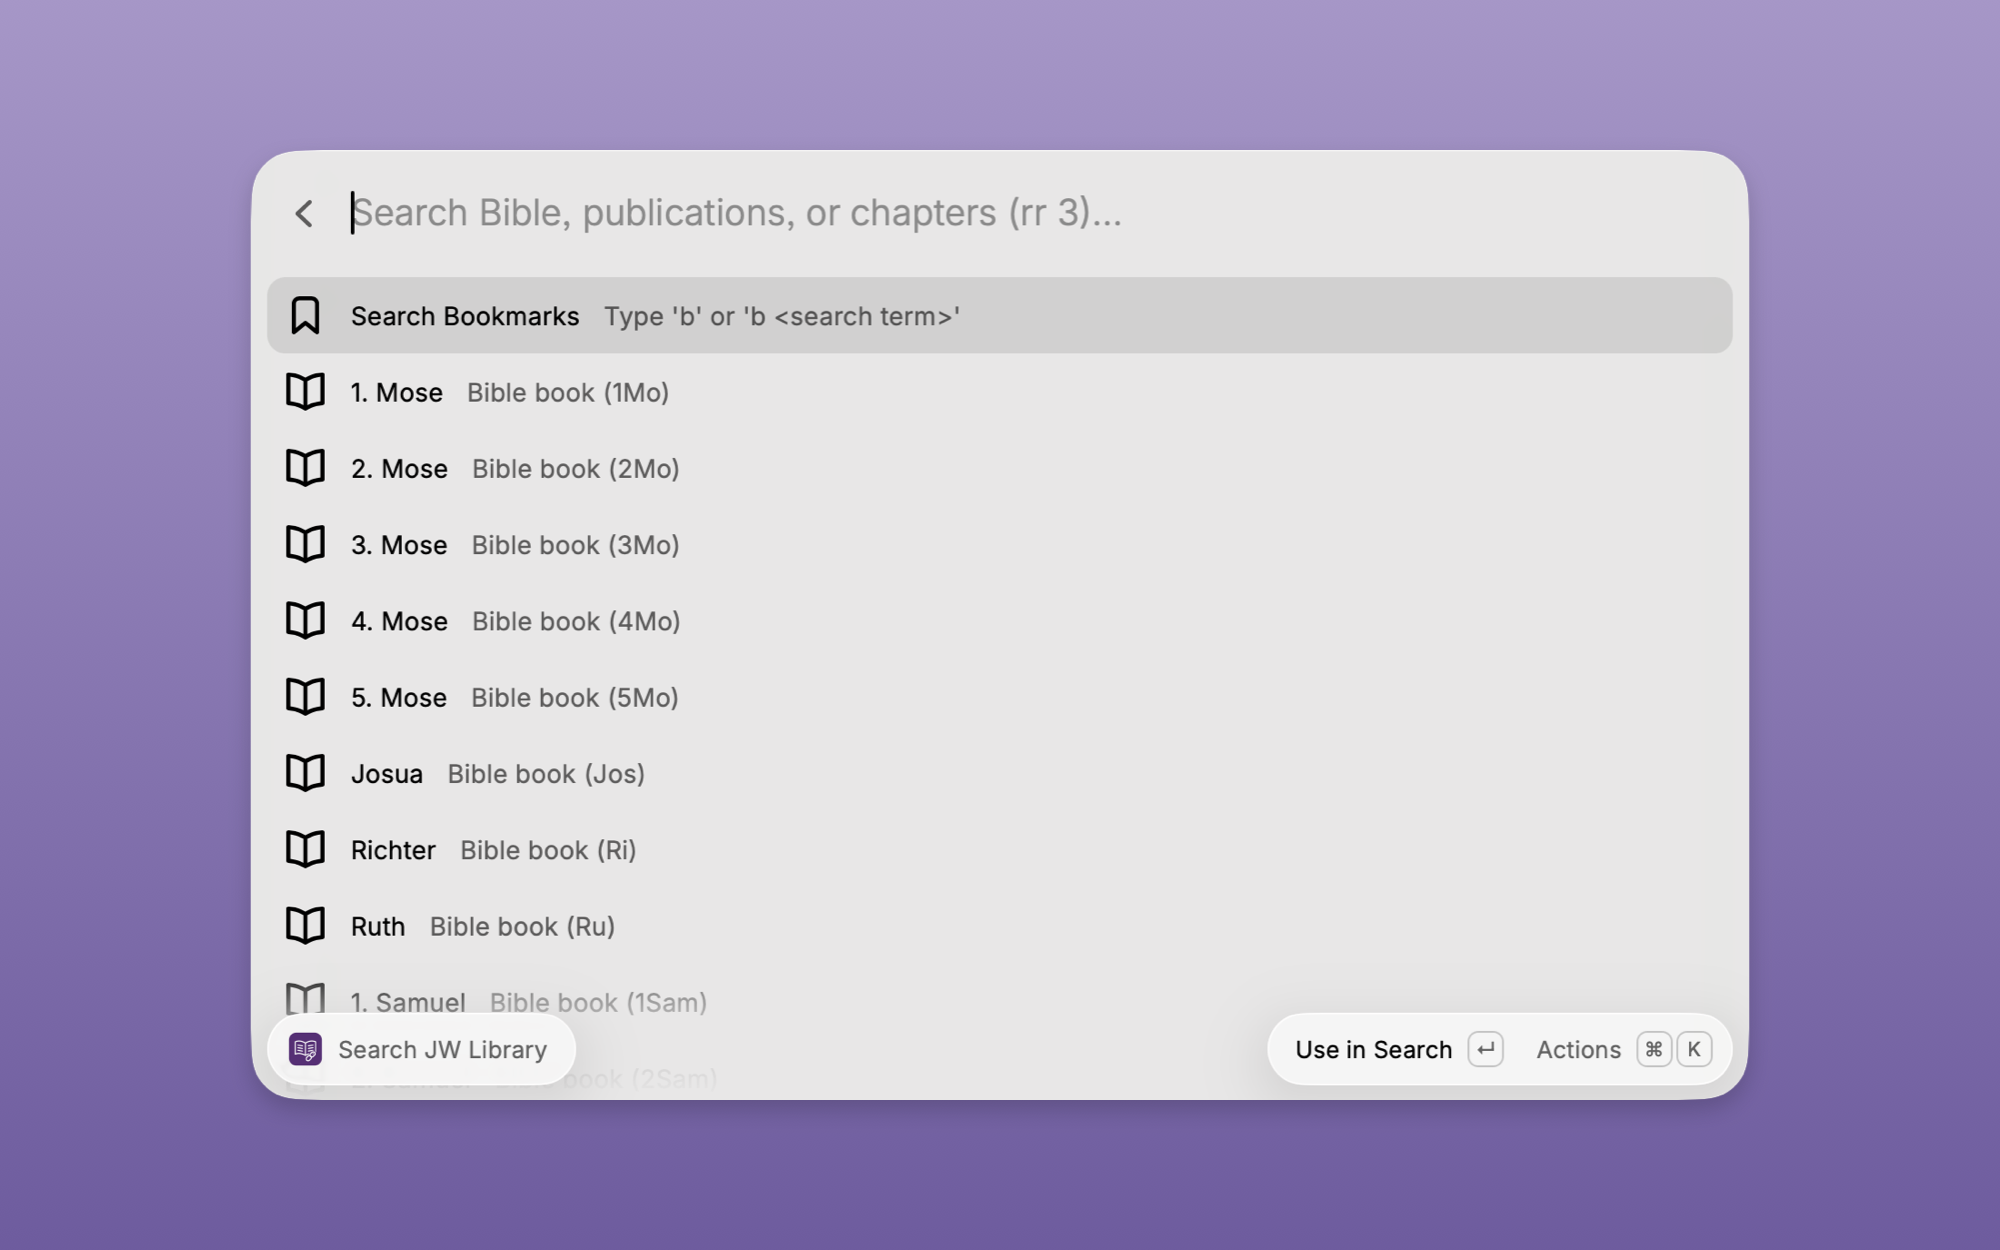 Search Bible, publications, or chapters (rr 3)...
Search Bookmarks Type 'b' or 'b <search term>'
1. Mose Bible book (1Mo)
2. Mose Bible book (2Mo)
3. Mose Bible book (3Mo)
4. Mose Bible book (4Mo)
5. Mose Bible book (5Mo)
Josua Bible book (Jos)
Richter Bible book (Ri)
Ruth Bible book (Ru)
1. Samuel Bible book (1Sam)
book (2Sam)
Search JW Library Use in Search ↵ Actions ⌘ K